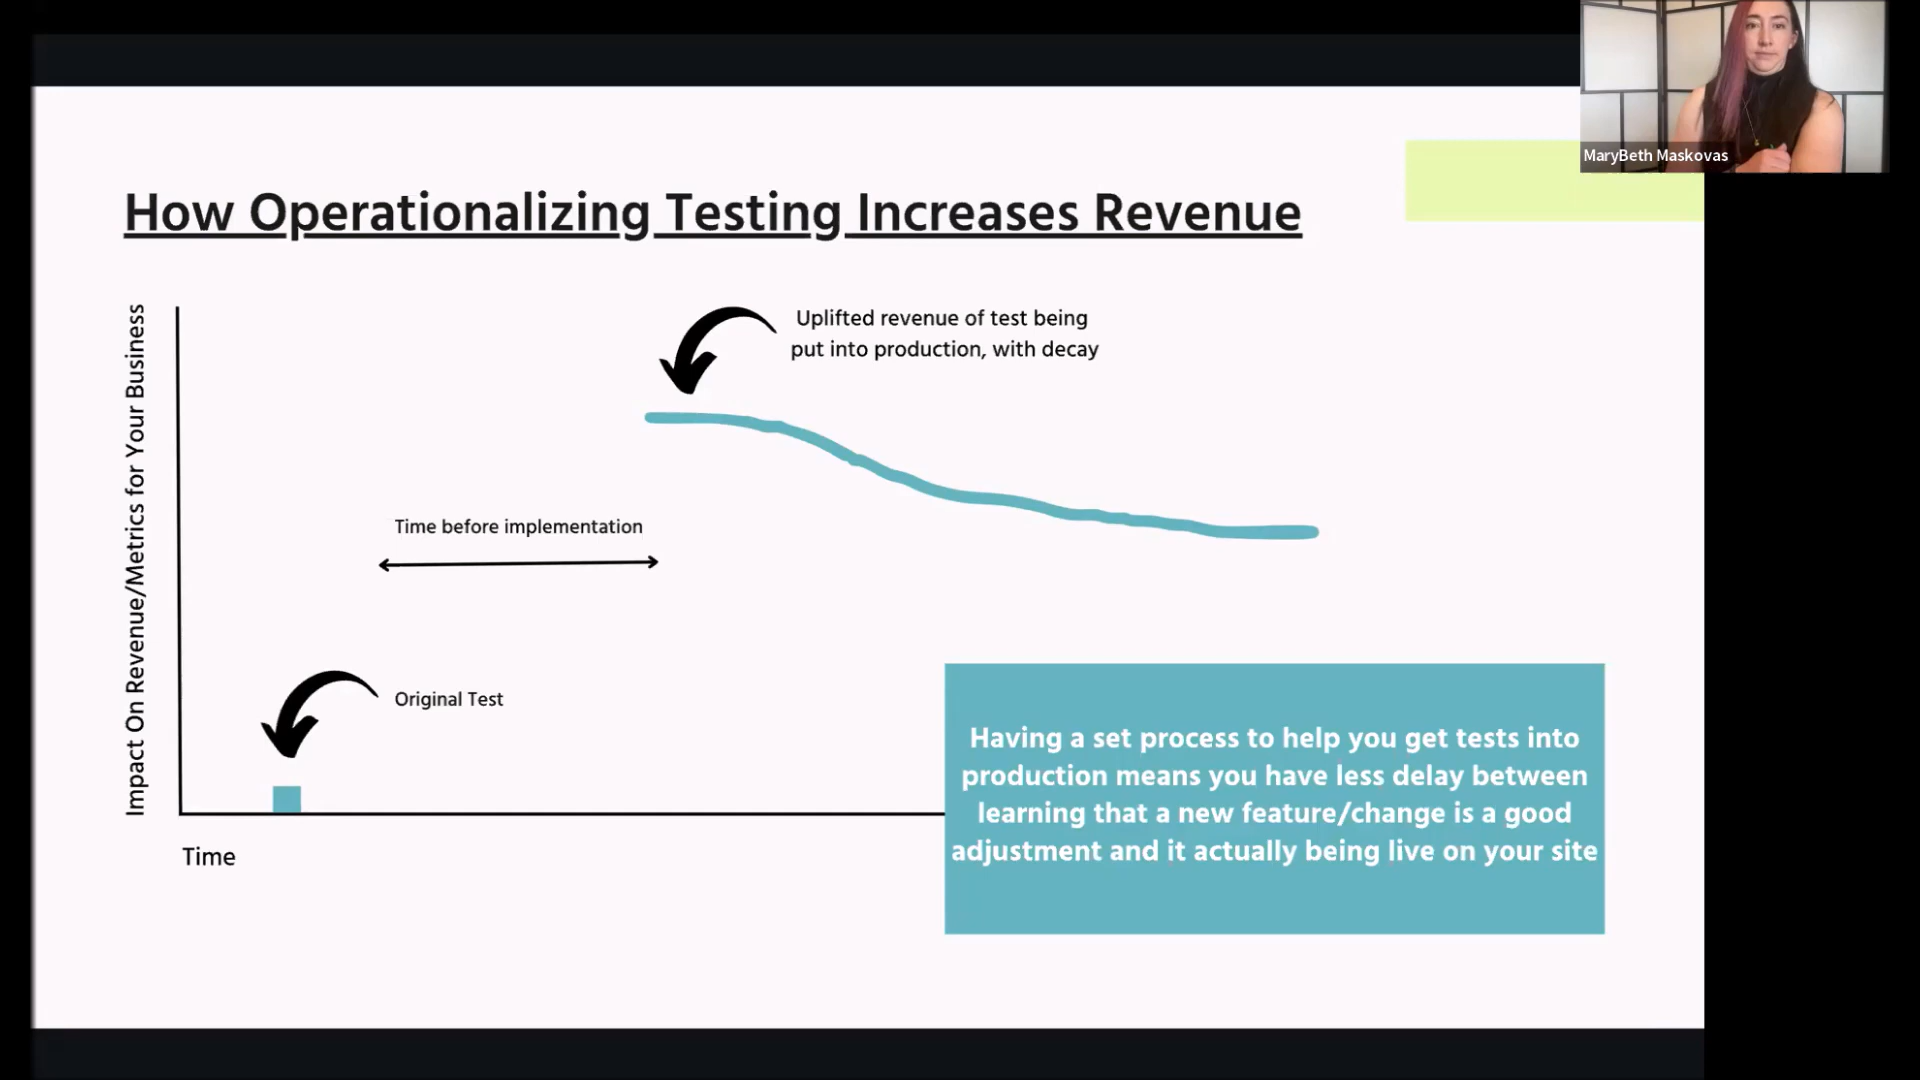 MaryBeth Maskovas
How Operationalizing Testing Increases Revenue
Impact On Revenue/Metrics for Your Business
Uplifted revenue of test being
put into production, with decay
Time before implementation
Original Test
Having a set process to help you get tests into
production means you have less delay between
learning that a new feature/change is a good
adjustment and it actually being live on your site
Time